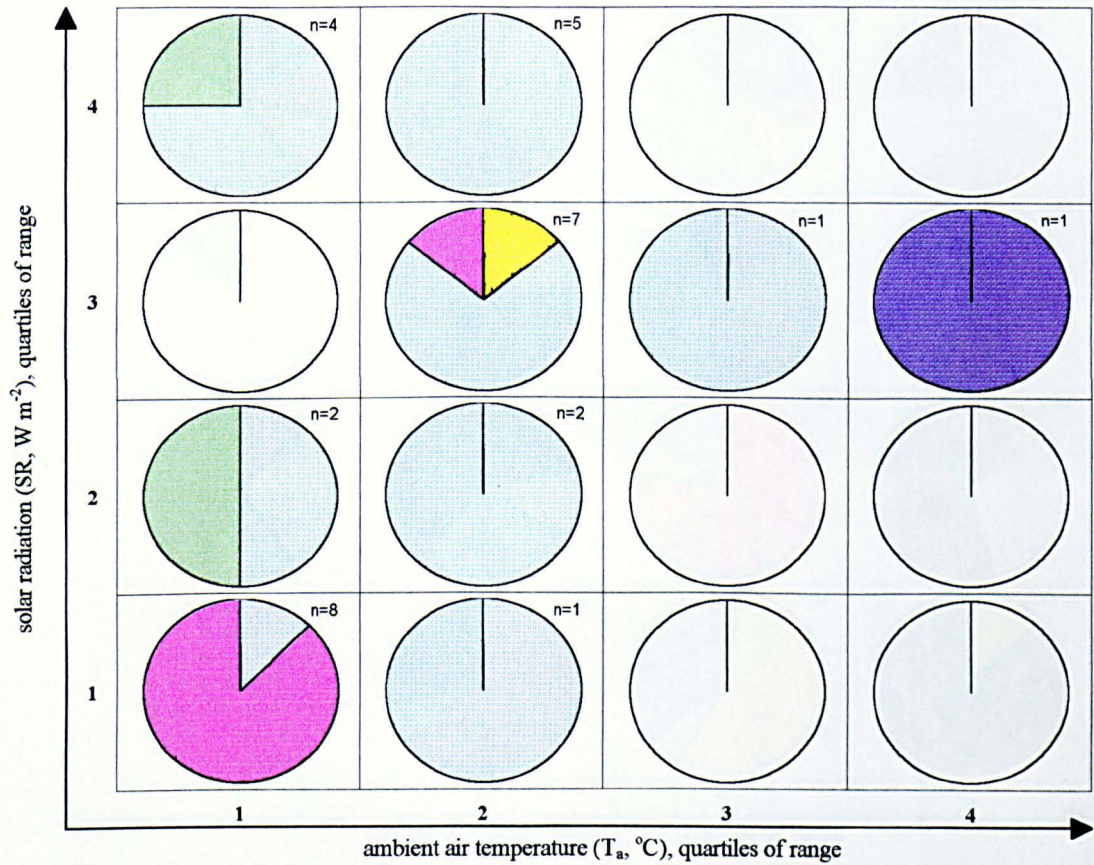 n=4
n=5
4
n=7
n=1
n=1
3
n=2
n=2
2
n=8
n=1
1
1 2 3 4
solar radiation (SR, W m⁻²), quartiles of range
ambient air temperature (Tₐ, °C), quartiles of range